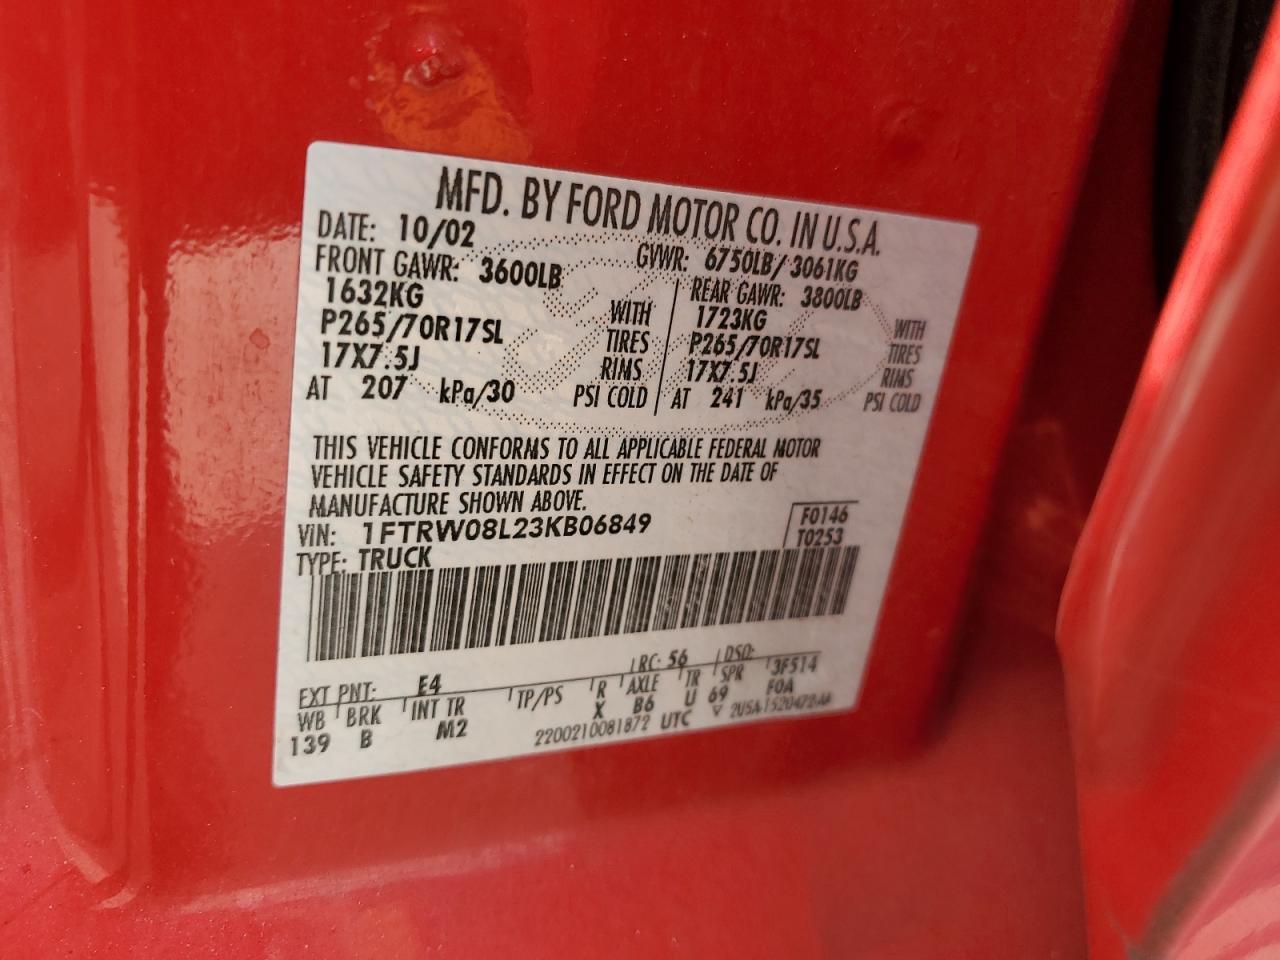 MFD. BY FORD MOTOR CO. IN U.S.A.
DATE: 10/02 GVWR: 6750LB/3061KG
FRONT GAWR: 3600LB REAR GAWR: 3800LB
1632KG WITH 1723KG WITH
P265/70R17SL TIRES P265/70R17SL TIRES
17X7.5J RIMS 17X7.5J RIMS
AT 207 kPa/30 PSI COLD AT 241 kPa/35 PSI COLD
THIS VEHICLE CONFORMS TO ALL APPLICABLE FEDERAL MOTOR
VEHICLE SAFETY STANDARDS IN EFFECT ON THE DATE OF
MANUFACTURE SHOWN ABOVE.
VIN: 1FTRW08L23KB06849 F0146
TYPE: TRUCK T0253
EXT PNT: E4 RC: 56 DSO: 3F514
WB BRK INT TR TP/PS R AXLE TR SPR F0A
139 B M2 X B6 U 69
2200210081872 UTC ▽ 2U5A-1520472-AA